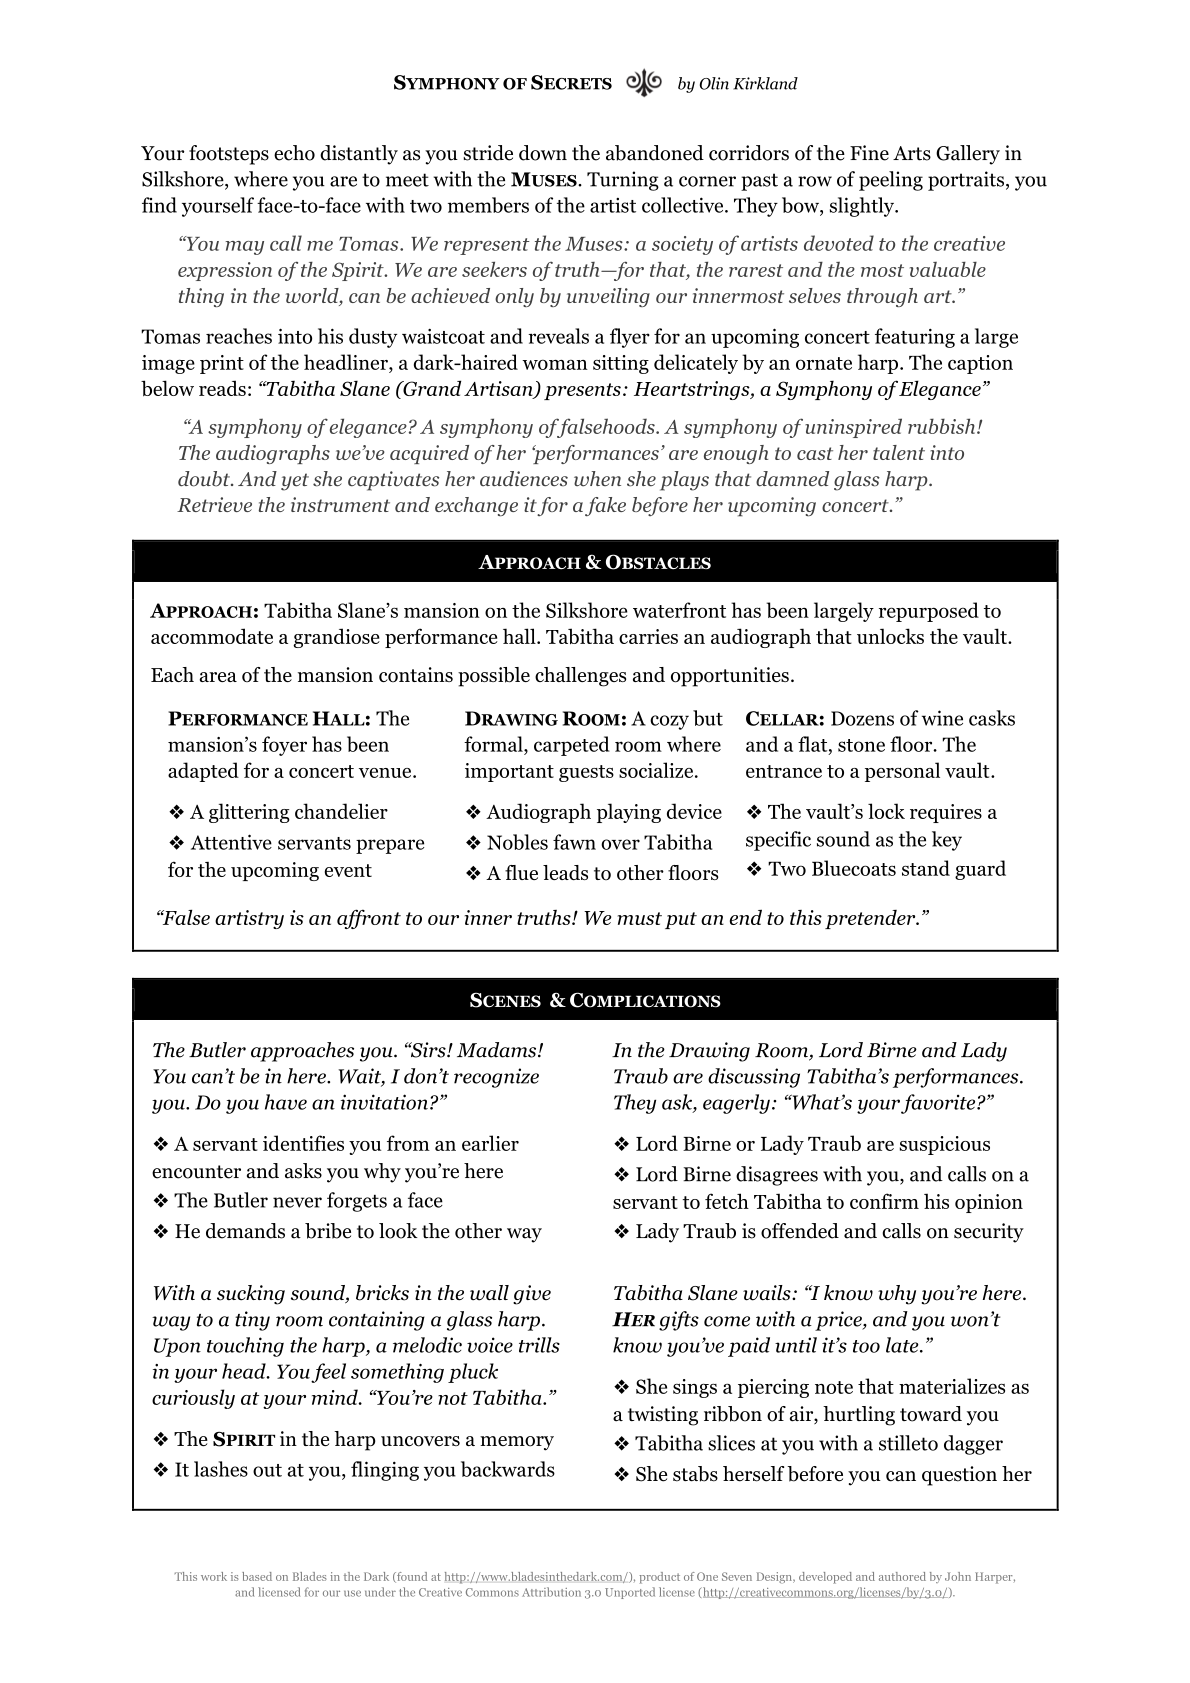 SYMPHONY OF SECRETS by Olin Kirkland
Your footsteps echo distantly as you stride down the abandoned corridors of the Fine Arts Gallery in
Silkshore, where you are to meet with the MUSES. Turning a corner past a row of peeling portraits, you
find yourself face-to-face with two members of the artist collective. They bow, slightly.
“You may call me Tomas. We represent the Muses: a society of artists devoted to the creative
expression of the Spirit. We are seekers of truth—for that, the rarest and the most valuable
thing in the world, can be achieved only by unveiling our innermost selves through art.”
Tomas reaches into his dusty waistcoat and reveals a flyer for an upcoming concert featuring a large
image print of the headliner, a dark-haired woman sitting delicately by an ornate harp. The caption
below reads: “Tabitha Slane (Grand Artisan) presents: Heartstrings, a Symphony of Elegance”
“A symphony of elegance? A symphony of falsehoods. A symphony of uninspired rubbish!
The audiographs we’ve acquired of her ‘performances’ are enough to cast her talent into
doubt. And yet she captivates her audiences when she plays that damned glass harp.
Retrieve the instrument and exchange it for a fake before her upcoming concert.”
APPROACH & OBSTACLES
APPROACH: Tabitha Slane’s mansion on the Silkshore waterfront has been largely repurposed to
accommodate a grandiose performance hall. Tabitha carries an audiograph that unlocks the vault.
Each area of the mansion contains possible challenges and opportunities.
PERFORMANCE HALL: The
mansion’s foyer has been
adapted for a concert venue.
❖ A glittering chandelier
❖ Attentive servants prepare
for the upcoming event
DRAWING ROOM: A cozy but
formal, carpeted room where
important guests socialize.
❖ Audiograph playing device
❖ Nobles fawn over Tabitha
❖ A flue leads to other floors
CELLAR: Dozens of wine casks
and a flat, stone floor. The
entrance to a personal vault.
❖ The vault’s lock requires a
specific sound as the key
❖ Two Bluecoats stand guard
“False artistry is an affront to our inner truths! We must put an end to this pretender.”
SCENES & COMPLICATIONS
The Butler approaches you. “Sirs! Madams!
You can’t be in here. Wait, I don’t recognize
you. Do you have an invitation?”
❖ A servant identifies you from an earlier
encounter and asks you why you’re here
❖ The Butler never forgets a face
❖ He demands a bribe to look the other way
In the Drawing Room, Lord Birne and Lady
Traub are discussing Tabitha’s performances.
They ask, eagerly: “What’s your favorite?”
❖ Lord Birne or Lady Traub are suspicious
❖ Lord Birne disagrees with you, and calls on a
servant to fetch Tabitha to confirm his opinion
❖ Lady Traub is offended and calls on security
With a sucking sound, bricks in the wall give
way to a tiny room containing a glass harp.
Upon touching the harp, a melodic voice trills
in your head. You feel something pluck
curiously at your mind. “You’re not Tabitha.”
❖ The SPIRIT in the harp uncovers a memory
❖ It lashes out at you, flinging you backwards
Tabitha Slane wails: “I know why you’re here.
HER gifts come with a price, and you won’t
know you’ve paid until it’s too late.”
❖ She sings a piercing note that materializes as
a twisting ribbon of air, hurtling toward you
❖ Tabitha slices at you with a stilleto dagger
❖ She stabs herself before you can question her
This work is based on Blades in the Dark (found at http://www.bladesinthedark.com/), product of One Seven Design, developed and authored by John Harper,
and licensed for our use under the Creative Commons Attribution 3.0 Unported license (http://creativecommons.org/licenses/by/3.0/).